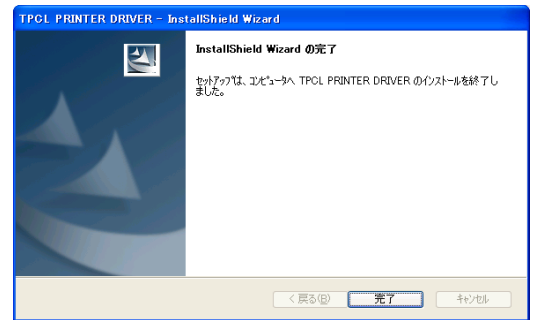 TPCL PRINTER DRIVER - InstallShield Wizard
InstallShield Wizard の完了
ｾｯﾄｱｯﾌﾟは、ｺﾝﾋﾟｭｰﾀへ TPCL PRINTER DRIVER のｲﾝｽﾄｰﾙを終了し
ました。
< 戻る(B)
完了
ｷｬﾝｾﾙ